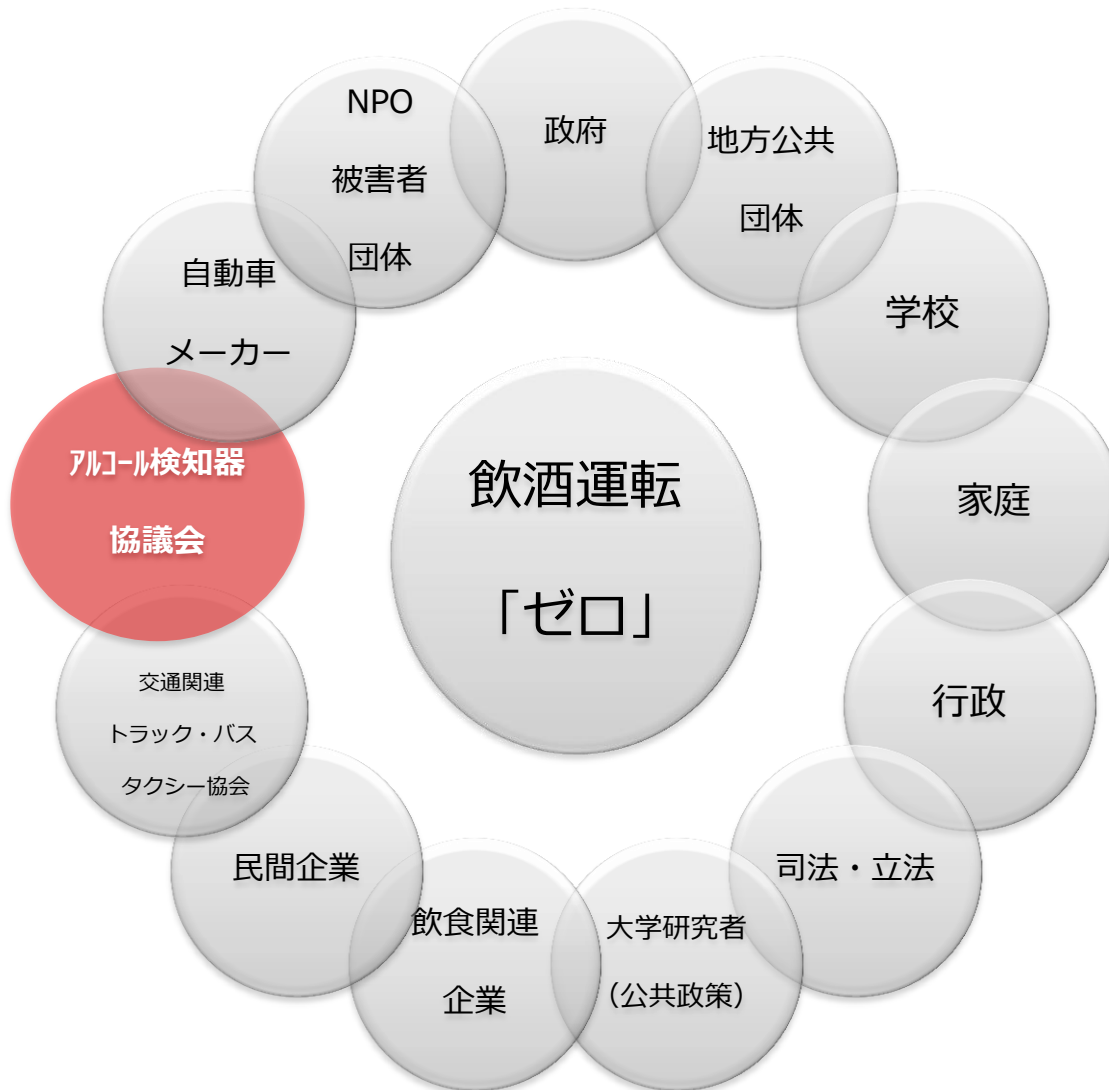 政府
地方公共
団体
学校
家庭
行政
司法・立法
大学研究者
（公共政策）
飲食関連
企業
民間企業
交通関連
トラック・バス
タクシー協会
ｱﾙｺｰﾙ検知器
協議会
自動車
メーカー
NPO
被害者
団体
飲酒運転
「ゼロ」